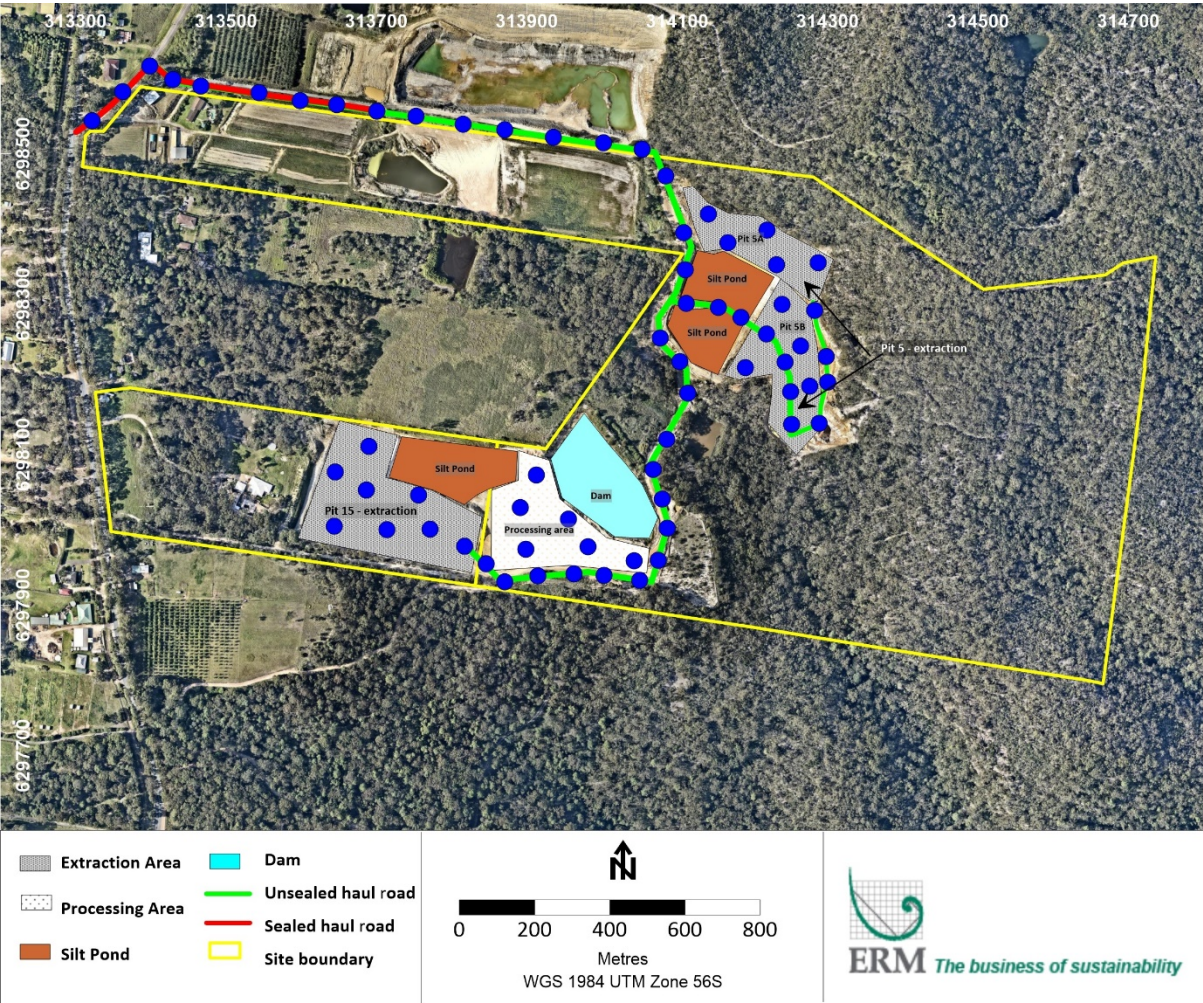 313300 313500 313700 313900 314100 314300 314500 314700
6298500
6298300
6298100
6297900
6297700
Pit 5A
Silt Pond
Silt Pond
Pit 5B
Pit 5 - extraction
Silt Pond
Dam
Pit 15 - extraction
Processing area
Extraction Area
Processing Area
Silt Pond
Dam
Unsealed haul road
Sealed haul road
Site boundary
N
0 200 400 600 800
Metres
WGS 1984 UTM Zone 56S
ERM The business of sustainability